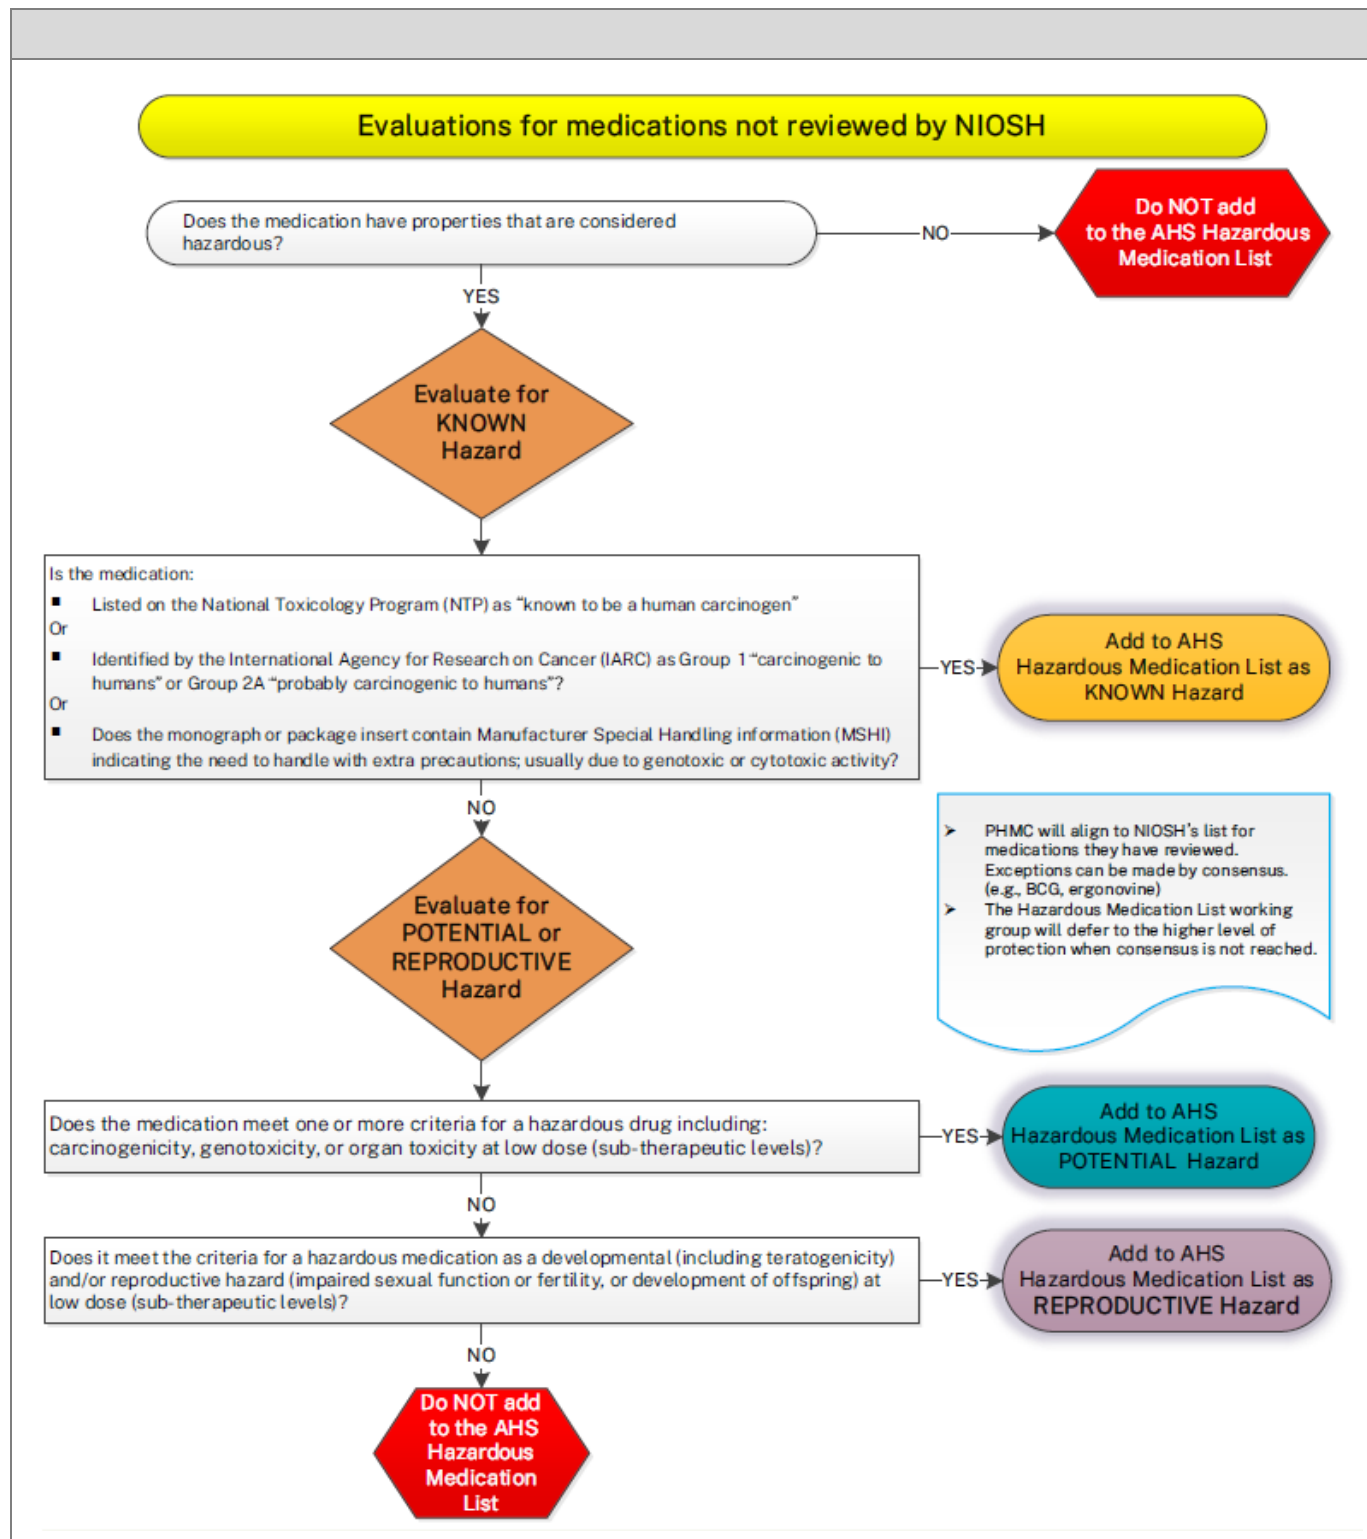 Evaluations for medications not reviewed by NIOSH
Does the medication have properties that are considered
hazardous?
NO
Do NOT add
to the AHS Hazardous
Medication List
YES
Evaluate for
KNOWN
Hazard
Is the medication:
▪ Listed on the National Toxicology Program (NTP) as “known to be a human carcinogen”
Or
▪ Identified by the International Agency for Research on Cancer (IARC) as Group 1 “carcinogenic to
humans” or Group 2A “probably carcinogenic to humans”?
Or
▪ Does the monograph or package insert contain Manufacturer Special Handling information (MSHI)
indicating the need to handle with extra precautions; usually due to genotoxic or cytotoxic activity?
YES
Add to AHS
Hazardous Medication List as
KNOWN Hazard
NO
➢ PHMC will align to NIOSH’s list for
medications they have reviewed.
Exceptions can be made by consensus.
(e.g., BCG, ergonovine)
➢ The Hazardous Medication List working
group will defer to the higher level of
protection when consensus is not reached.
Evaluate for
POTENTIAL or
REPRODUCTIVE
Hazard
Does the medication meet one or more criteria for a hazardous drug including:
carcinogenicity, genotoxicity, or organ toxicity at low dose (sub-therapeutic levels)?
YES
Add to AHS
Hazardous Medication List as
POTENTIAL Hazard
NO
Does it meet the criteria for a hazardous medication as a developmental (including teratogenicity)
and/or reproductive hazard (impaired sexual function or fertility, or development of offspring) at
low dose (sub-therapeutic levels)?
YES
Add to AHS
Hazardous Medication List as
REPRODUCTIVE Hazard
NO
Do NOT add
to the AHS
Hazardous
Medication
List